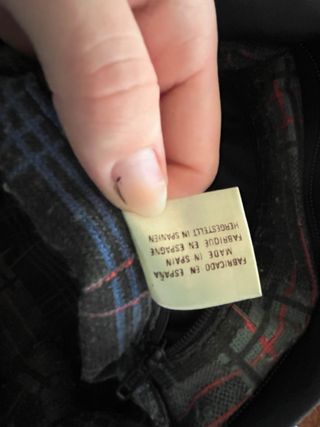 FABRICADO EN ESPAÑA
MADE IN SPAIN
FABRIQUE EN ESPAGNE
HERGESTELLT IN SPANIEN